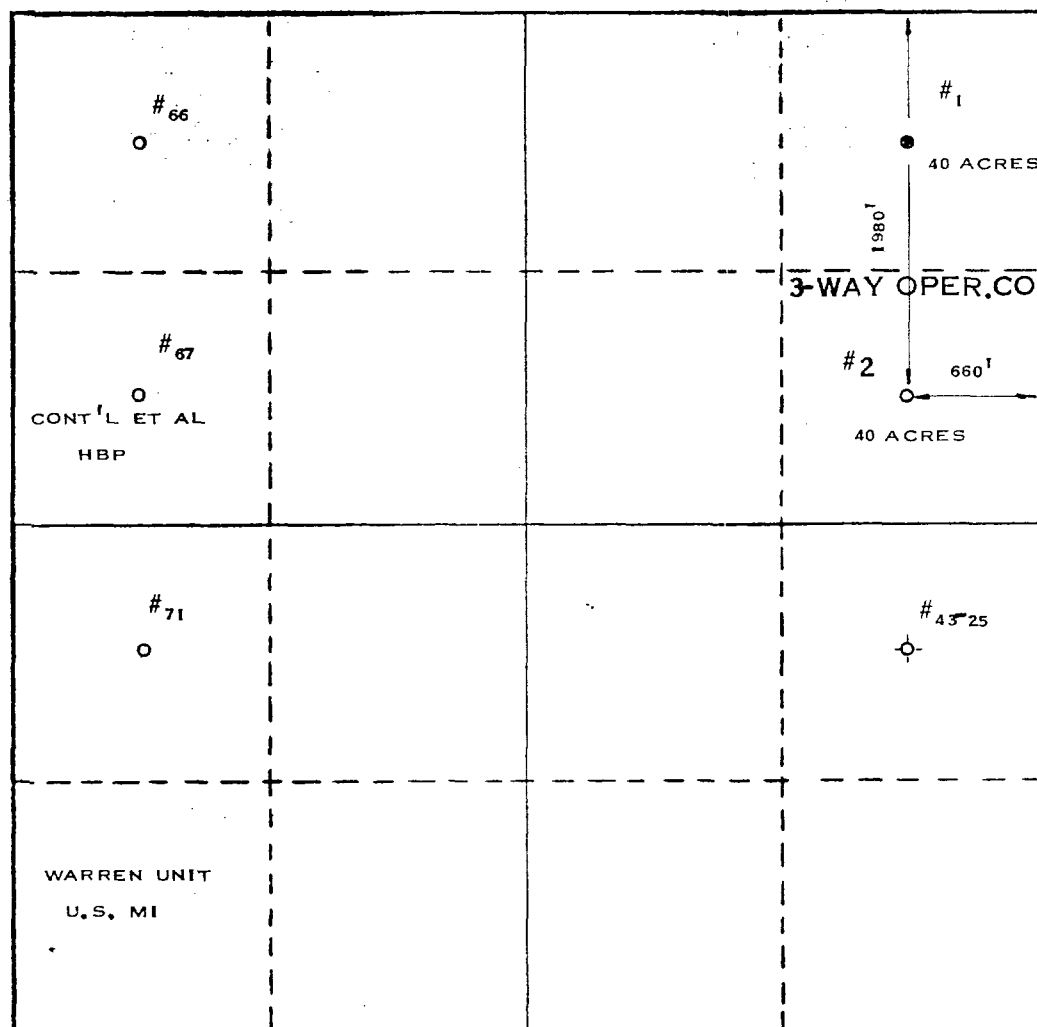 #66
#1
40 ACRES
1980'
3-WAY OPER.CO
#67
#2
660'
CONT'L ET AL
HBP
40 ACRES
#71
#43-25
WARREN UNIT
U.S. MI